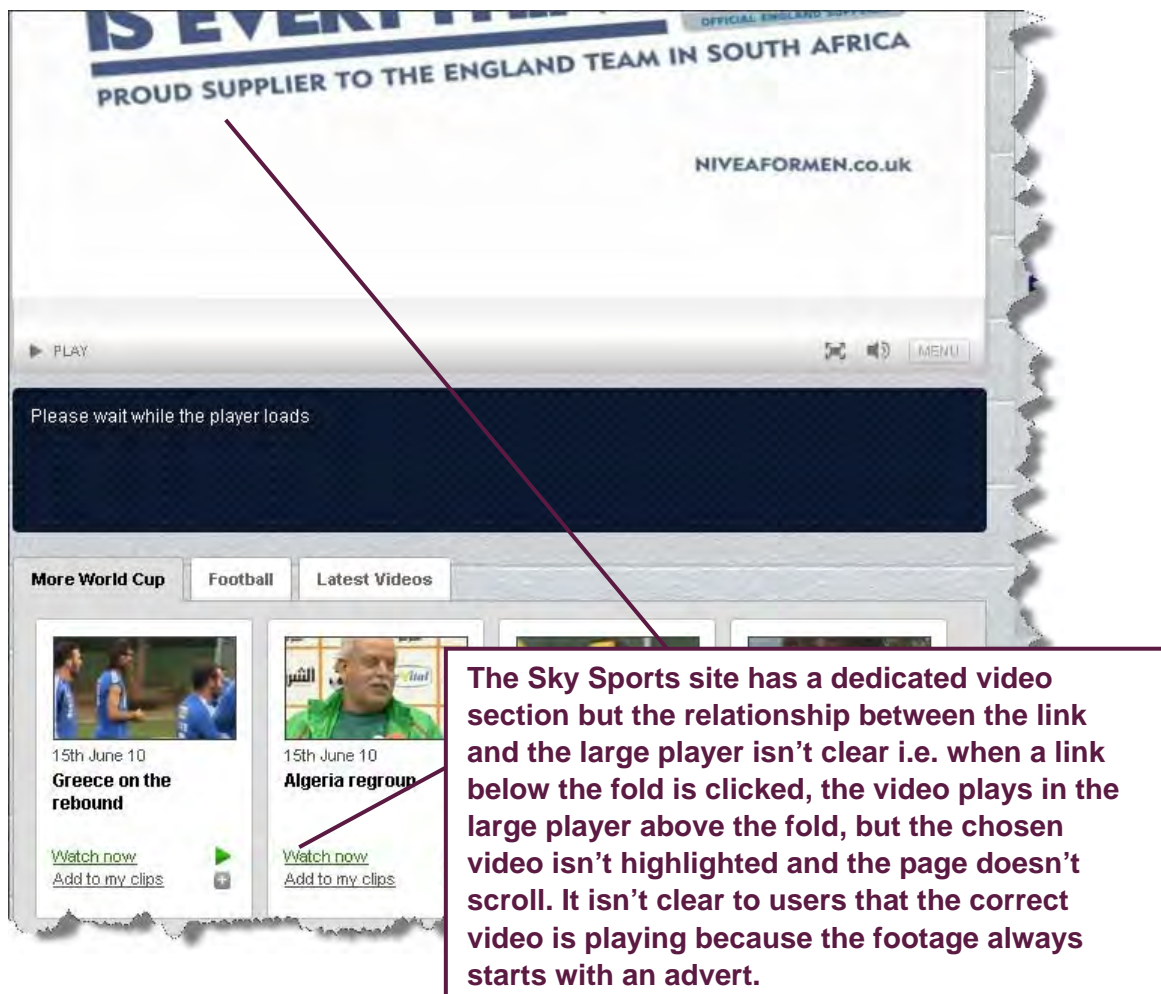 IS
OFFICIAL ENGLAND
PROUD SUPPLIER TO THE ENGLAND TEAM IN SOUTH AFRICA
NIVEAFORMEN.co.uk
PLAY
MENU
Please wait while the player loads
More World Cup
Football
Latest Videos
15th June 10
Greece on the
rebound
Watch now
Add to my clips
15th June 10
Algeria regroup
Watch now
Add to my clips
The Sky Sports site has a dedicated video
section but the relationship between the link
and the large player isn’t clear i.e. when a link
below the fold is clicked, the video plays in the
large player above the fold, but the chosen
video isn’t highlighted and the page doesn’t
scroll. It isn’t clear to users that the correct
video is playing because the footage always
starts with an advert.